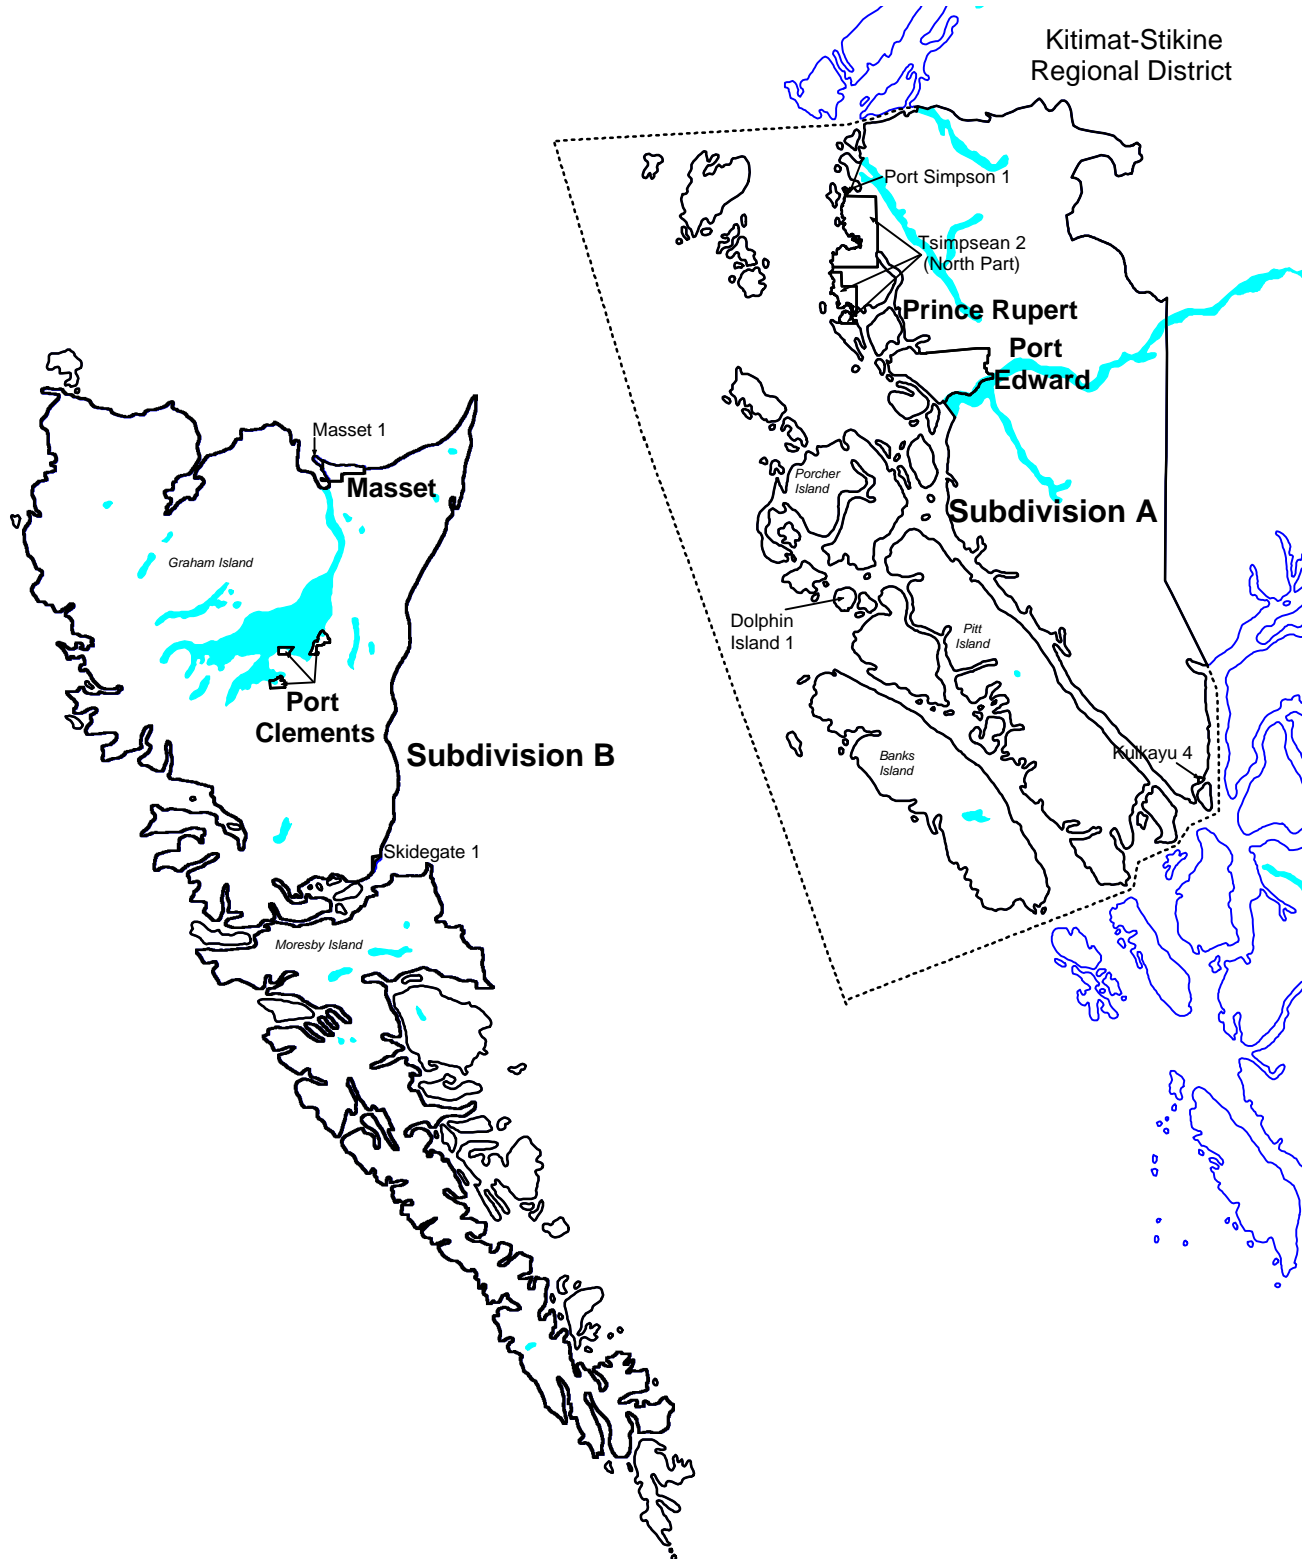 Kitimat-Stikine
Regional District
Port Simpson 1
Tsimpsean 2
(North Part)
Prince Rupert
Port
Edward
Masset 1
Masset
Porcher
Island
Subdivision A
Graham Island
Dolphin
Island 1
Pitt
Island
Port
Clements
Subdivision B
Banks
Island
Kulkayu 4
Skidegate 1
Moresby Island